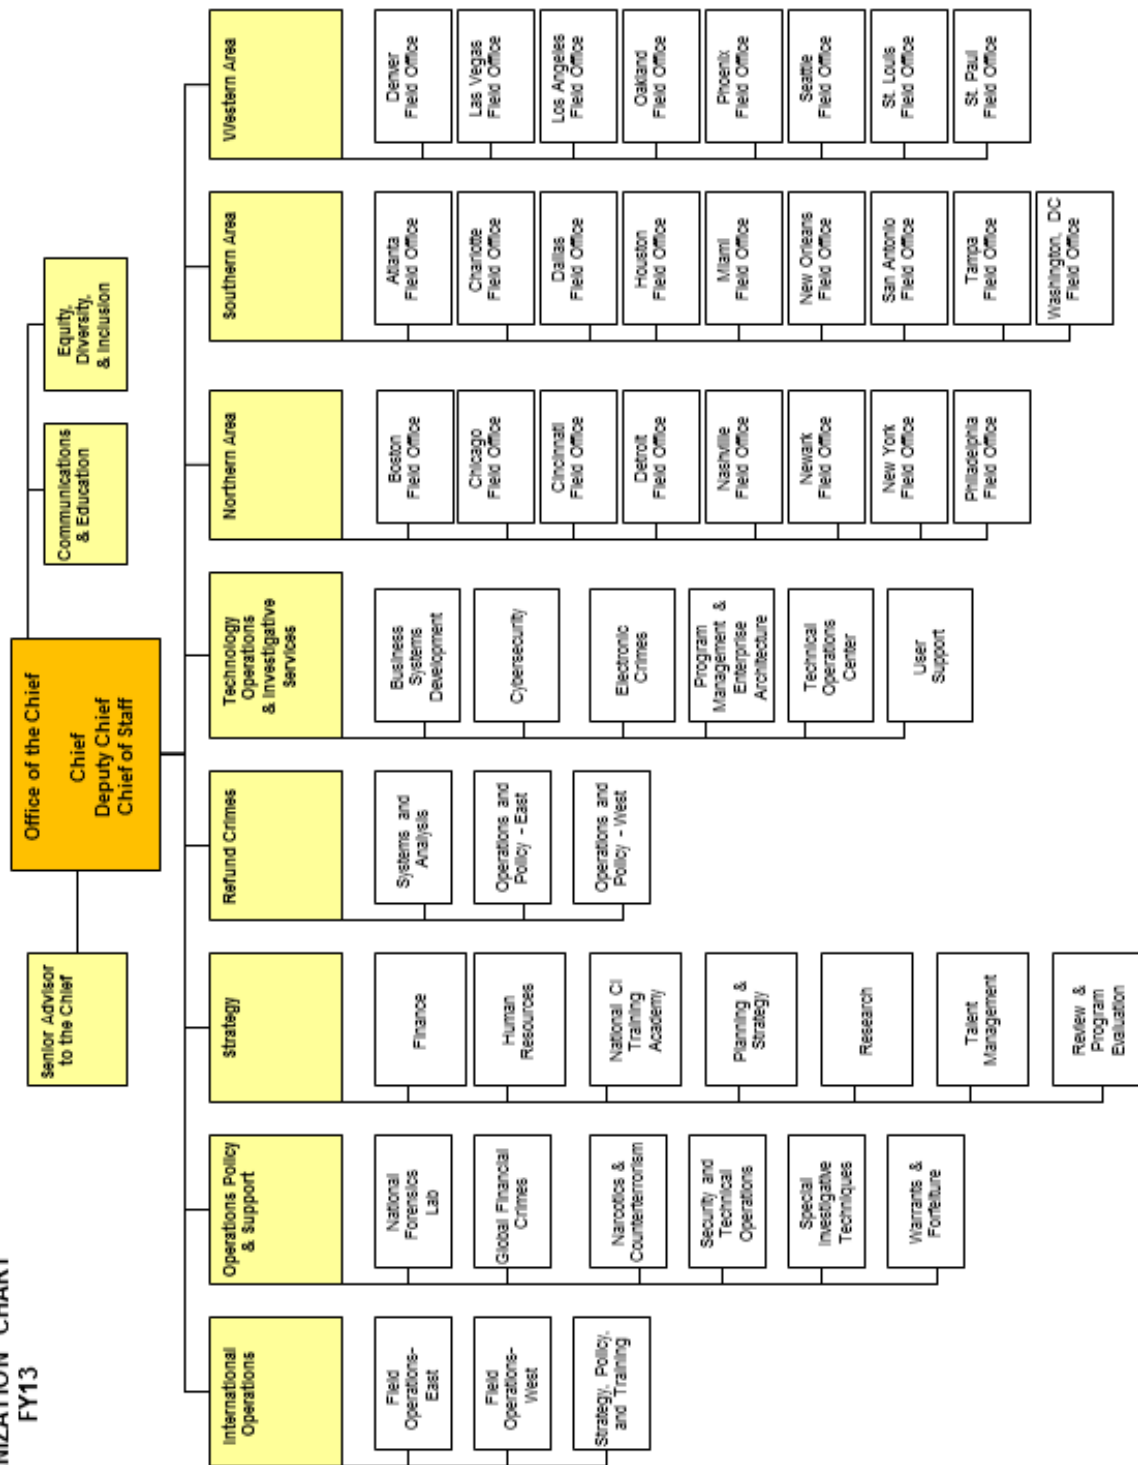 NIZATION CHART
FY13
Office of the Chief
Chief
Deputy Chief
Chief of Staff
Senior Advisor
to the Chief
Communications
& Education
Equity,
Diversity,
& Inclusion
International
Operations
Field
Operations-
East
Field
Operations-
West
Strategy, Policy,
and Training
Operations Policy
& Support
National
Forensics
Lab
Global Financial
Crimes
Narcotics &
Counterterrorism
Security and
Technical
Operations
Special
Investigative
Techniques
Warrants &
Forfeiture
Strategy
Finance
Human
Resources
National CI
Training
Academy
Planning &
Strategy
Research
Talent
Management
Review &
Program
Evaluation
Refund Crimes
Systems and
Analysis
Operations and
Policy - East
Operations and
Policy - West
Technology
Operations
& Investigative
Services
Business
Systems
Development
Cybersecurity
Electronic
Crimes
Program
Management &
Enterprise
Architecture
Technical
Operations
Center
User
Support
Northern Area
Boston
Field Office
Chicago
Field Office
Cincinnati
Field Office
Detroit
Field Office
Nashville
Field Office
Newark
Field Office
New York
Field Office
Philadelphia
Field Office
Southern Area
Atlanta
Field Office
Charlotte
Field Office
Dallas
Field Office
Houston
Field Office
Miami
Field Office
New Orleans
Field Office
San Antonio
Field Office
Tampa
Field Office
Washington, DC
Field Office
Western Area
Denver
Field Office
Las Vegas
Field Office
Los Angeles
Field Office
Oakland
Field Office
Phoenix
Field Office
Seattle
Field Office
St. Louis
Field Office
St. Paul
Field Office